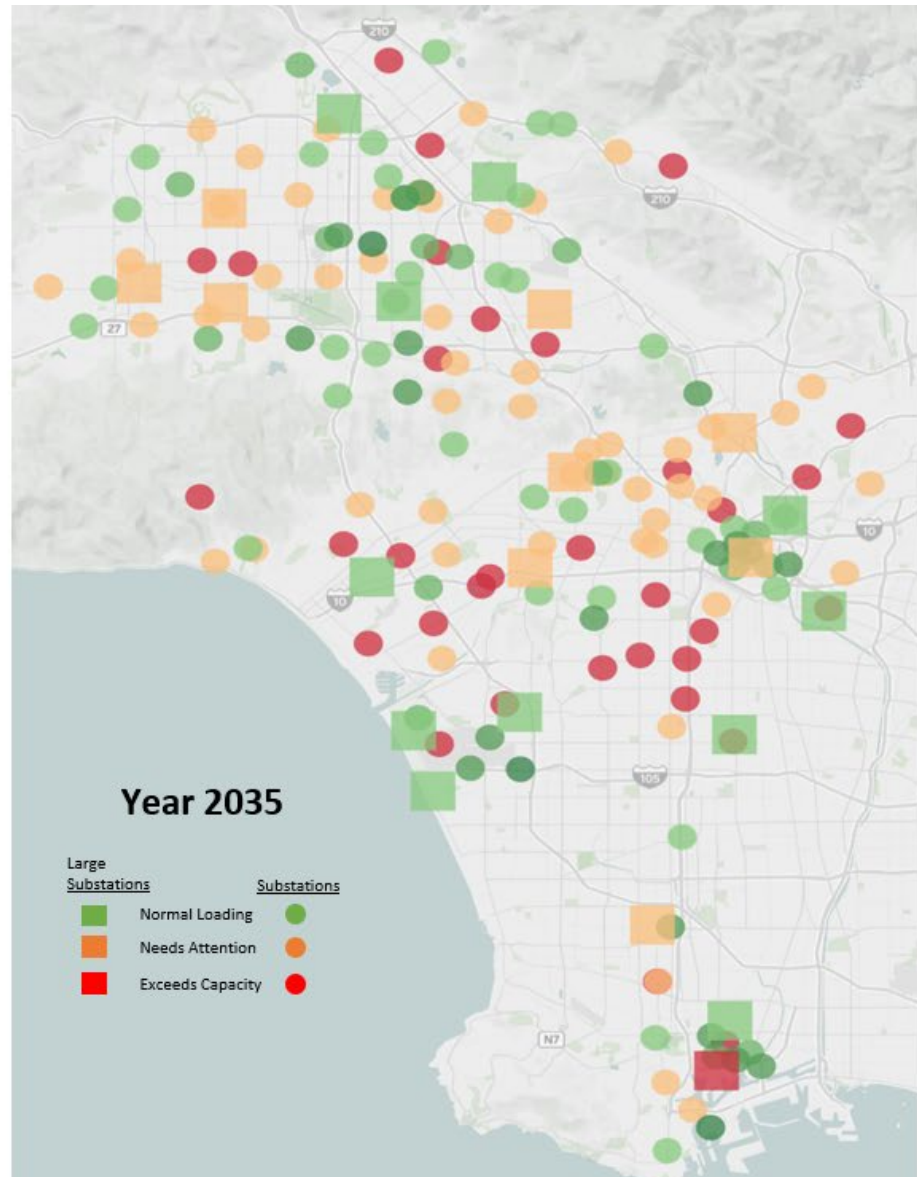 210
210
27
10
10
Year 2035
105
Large
Substations Substations
Normal Loading
Needs Attention
Exceeds Capacity
N7